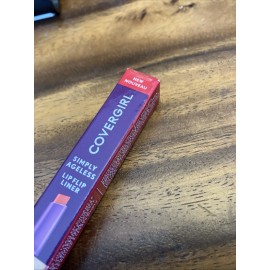 NEW
NOUVEAU
COVERGIRL
SIMPLY
AGELESS
LIP FLIP
LINER